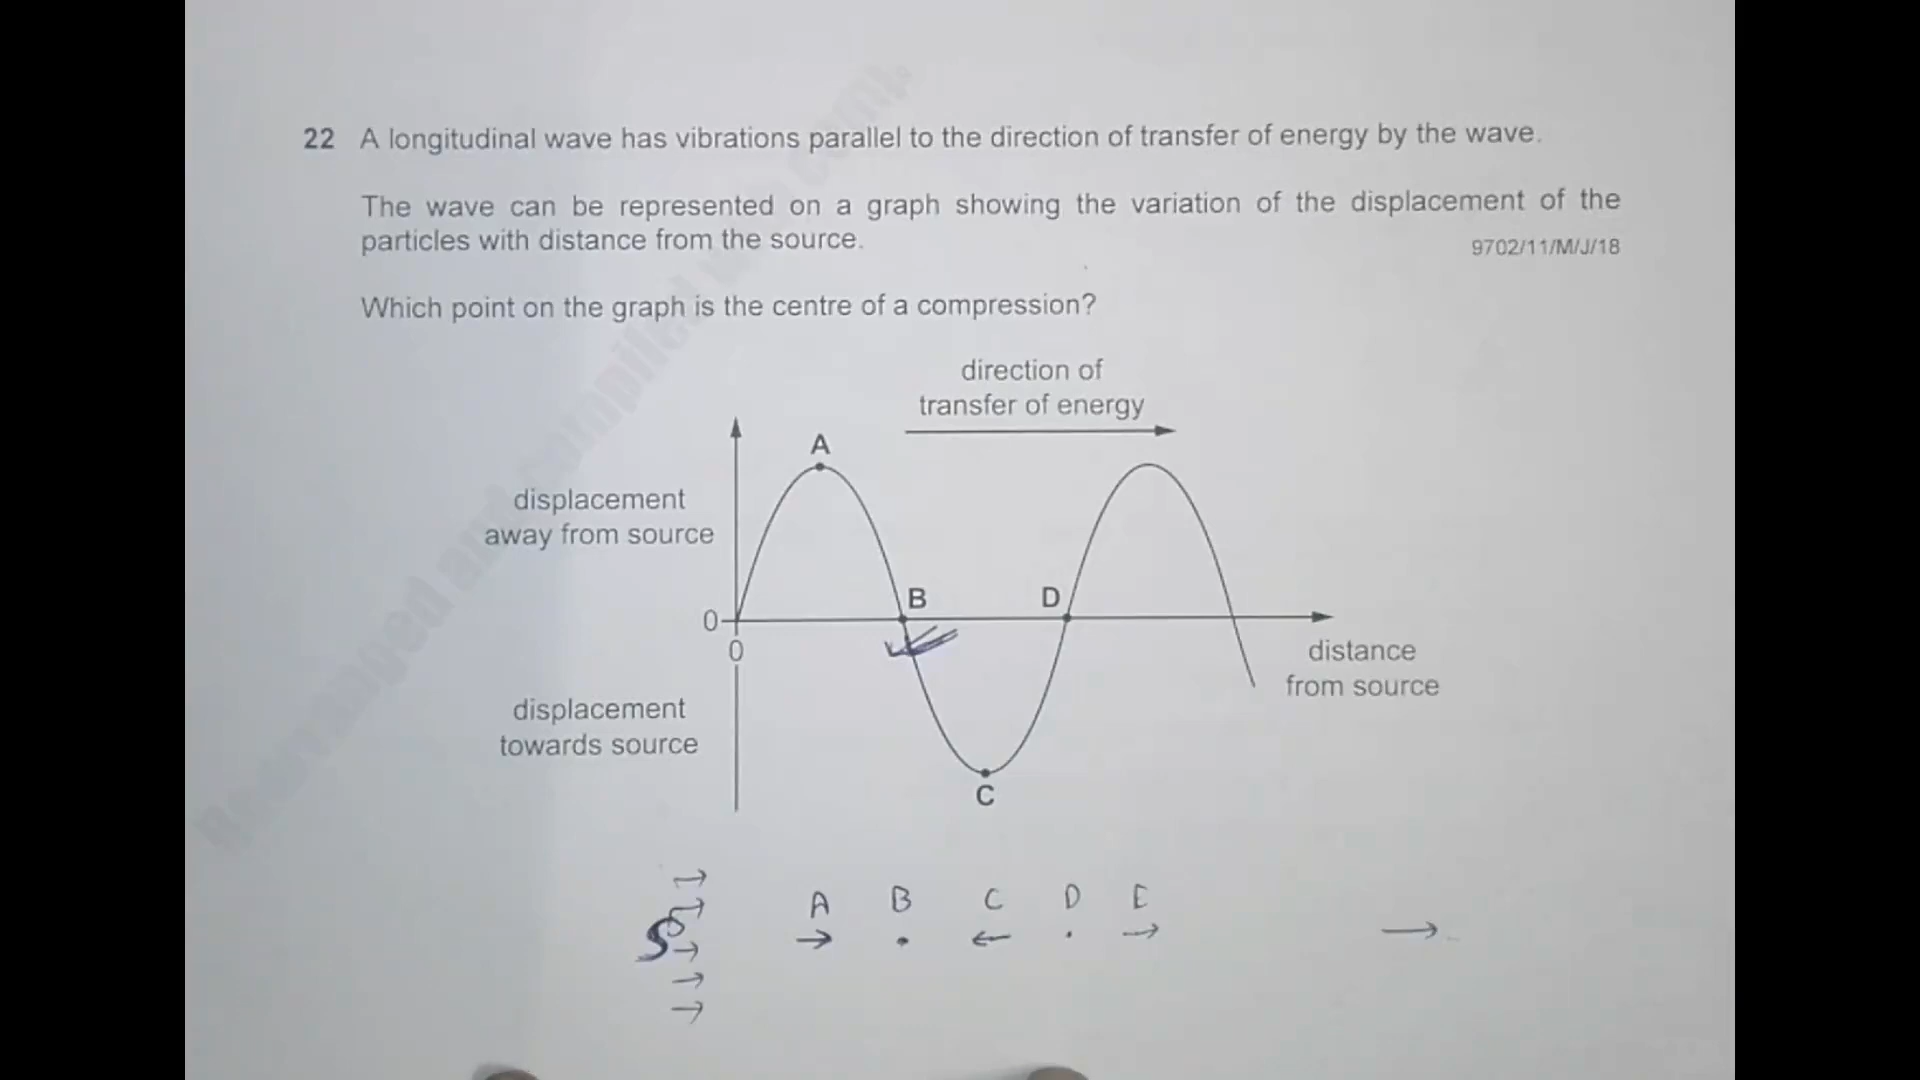 22 A longitudinal wave has vibrations parallel to the direction of transfer of energy by the wave.
The wave can be represented on a graph showing the variation of the displacement of the
particles with distance from the source.
9702/11/M/J/18
Which point on the graph is the centre of a compression?
direction of
transfer of energy
A
displacement
away from source
B
D
0
0
distance
from source
displacement
towards source
C
A B C D E
S